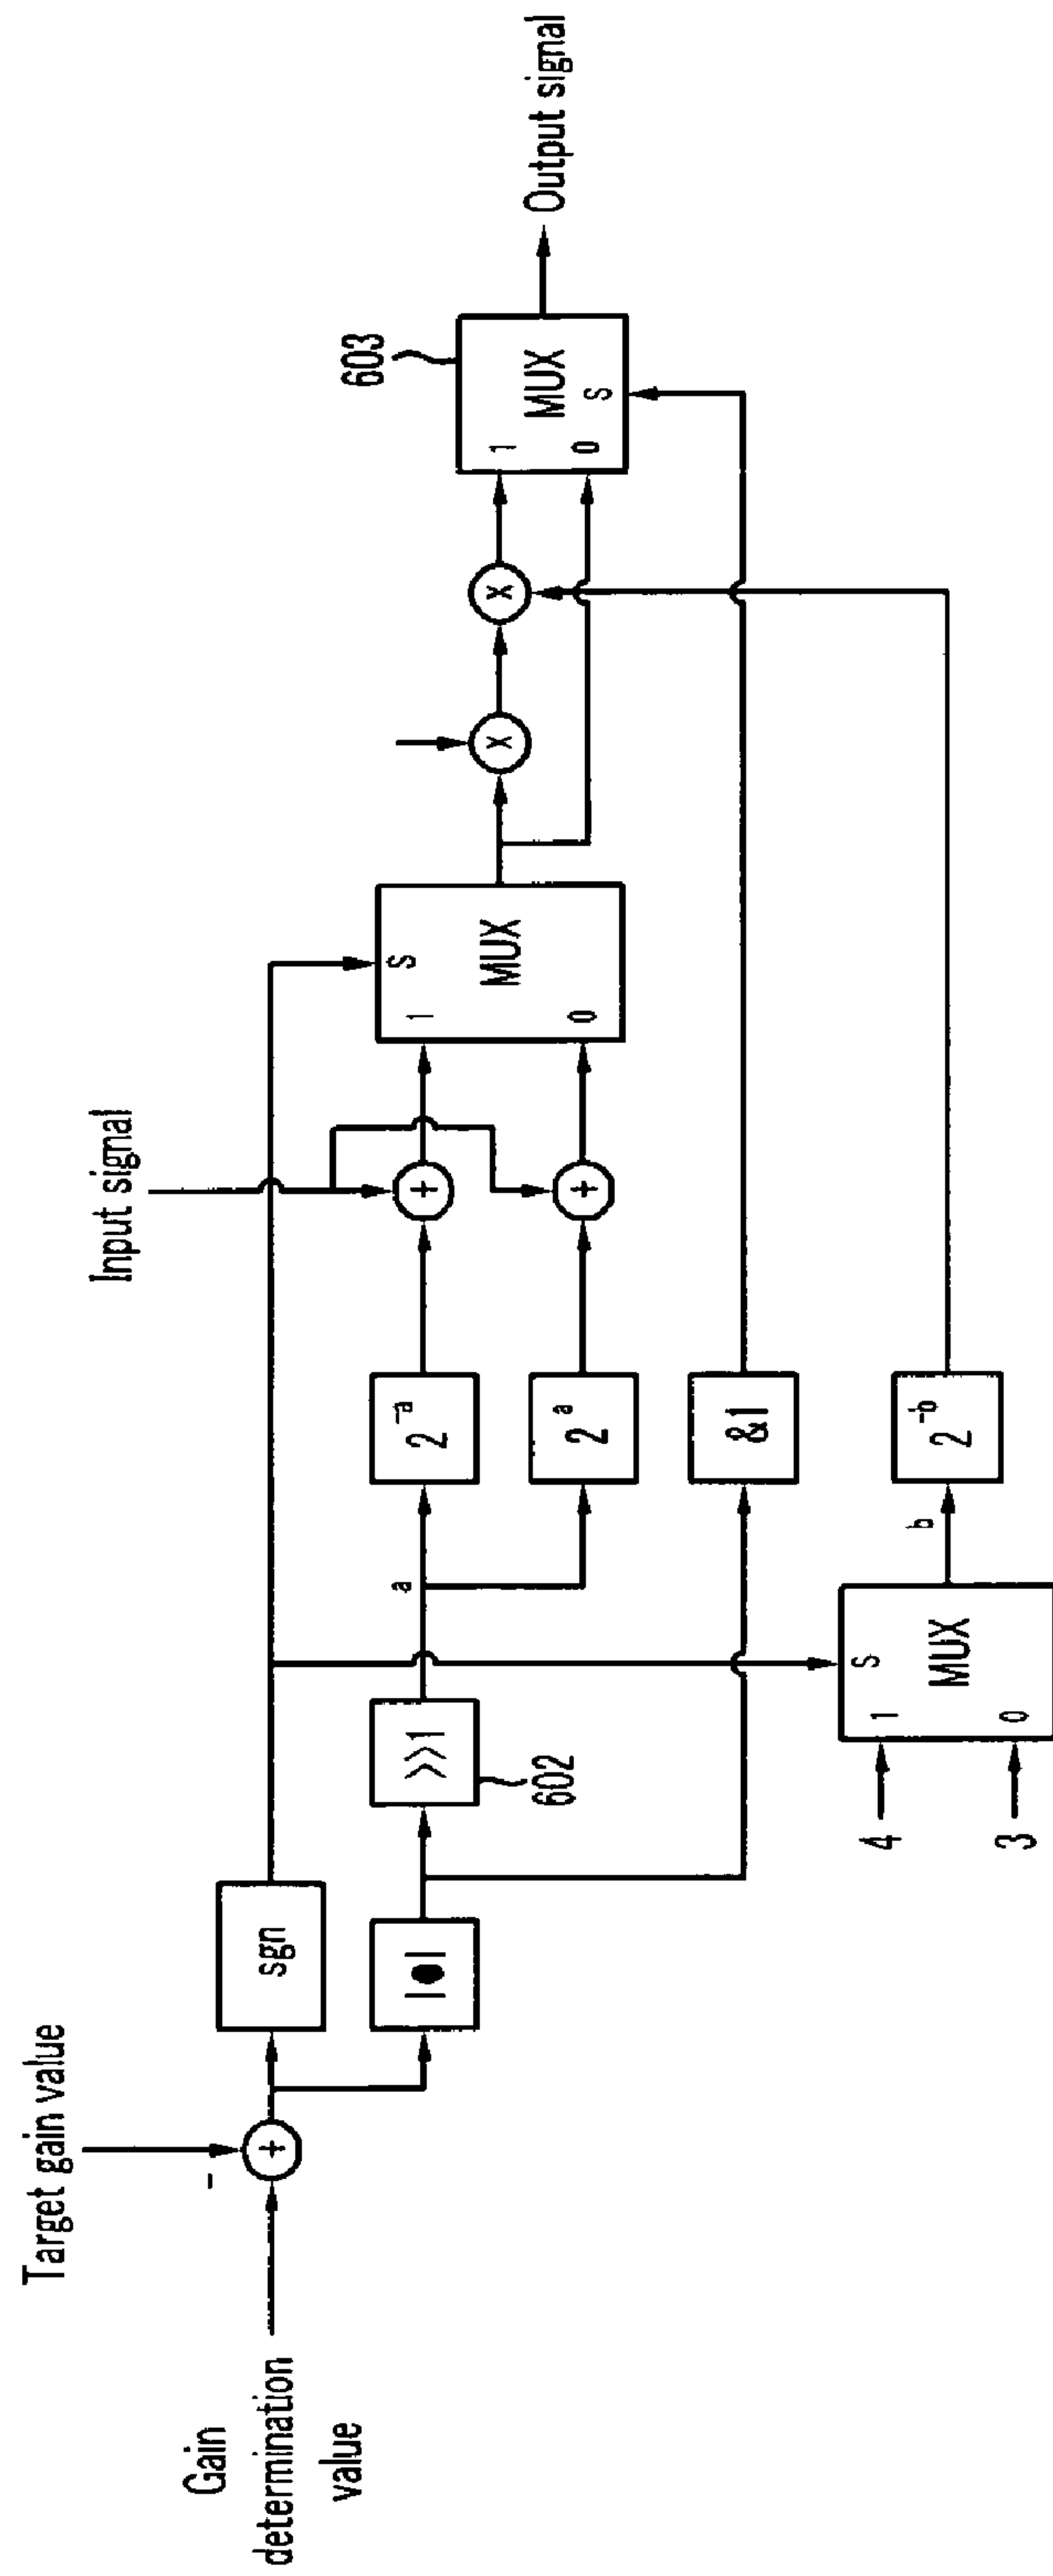 Target gain value
Gain
determination
value
-
+
sgn
|●|
>>1
602
a
2^-a
2^a
&1
4
3
1
0
S
MUX
b
2^-b
Input signal
+
+
S
1
0
MUX
X
X
603
1
0
S
MUX
Output signal